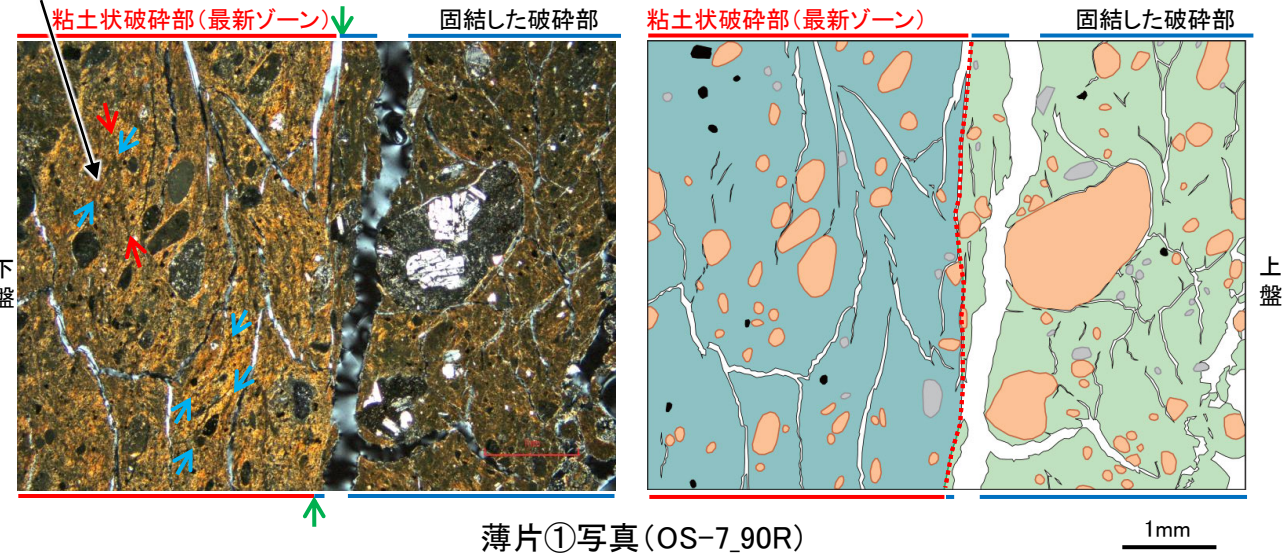 粘土状破砕部（最新ゾーン）
固結した破砕部
粘土状破砕部（最新ゾーン）
固結した破砕部
下盤
上盤
薄片①写真（OS-7_90R）
1mm